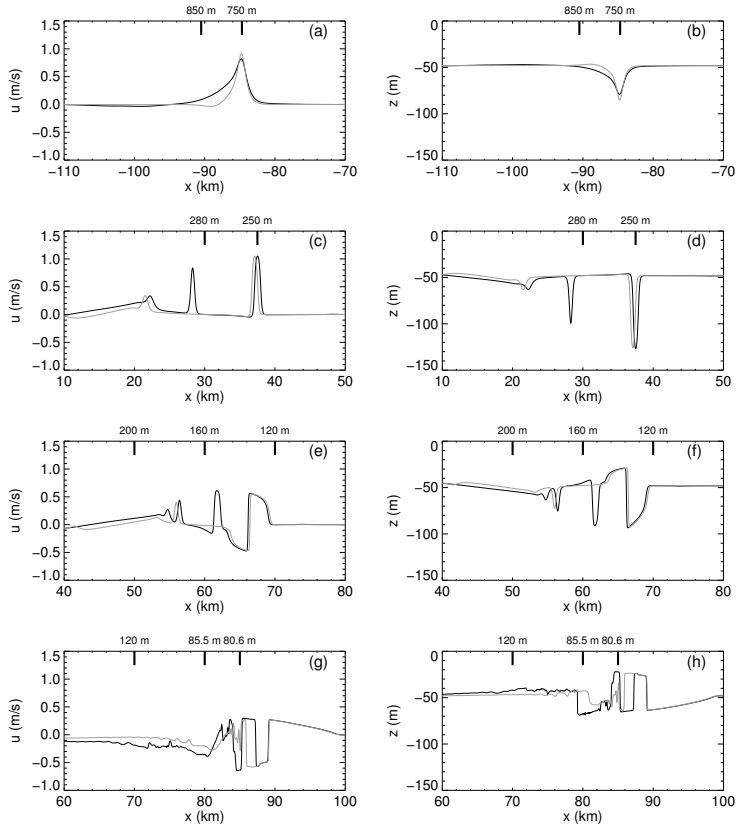 850 m 750 m
850 m 750 m
1.5
1.0
0.5
0.0
−0.5
−1.0
u (m/s)
(a)
−110 −100 −90 −80 −70
x (km)
0
−50
−100
−150
z (m)
(b)
−110 −100 −90 −80 −70
x (km)
280 m 250 m
280 m 250 m
1.5
1.0
0.5
0.0
−0.5
−1.0
u (m/s)
(c)
10 20 30 40 50
x (km)
0
−50
−100
−150
z (m)
(d)
10 20 30 40 50
x (km)
200 m 160 m 120 m
200 m 160 m 120 m
1.5
1.0
0.5
0.0
−0.5
−1.0
u (m/s)
(e)
40 50 60 70 80
x (km)
0
−50
−100
−150
z (m)
(f)
40 50 60 70 80
x (km)
120 m 85.5 m 80.6 m
120 m 85.5 m 80.6 m
1.5
1.0
0.5
0.0
−0.5
−1.0
u (m/s)
(g)
60 70 80 90 100
x (km)
0
−50
−100
−150
z (m)
(h)
60 70 80 90 100
x (km)